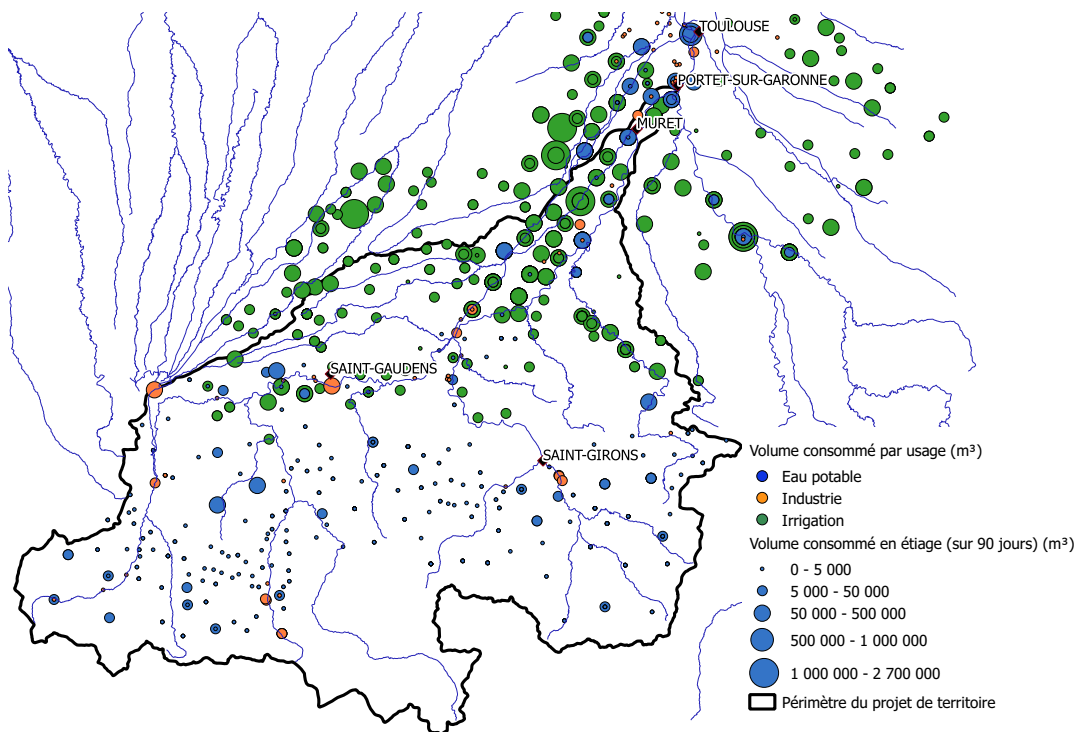 TOULOUSE
PORTET-SUR-GARONNE
MURET
SAINT-GAUDENS
SAINT-GIRONS
Volume consommé par usage (m³)
Eau potable
Industrie
Irrigation
Volume consommé en étiage (sur 90 jours) (m³)
0 - 5 000
5 000 - 50 000
50 000 - 500 000
500 000 - 1 000 000
1 000 000 - 2 700 000
Périmètre du projet de territoire